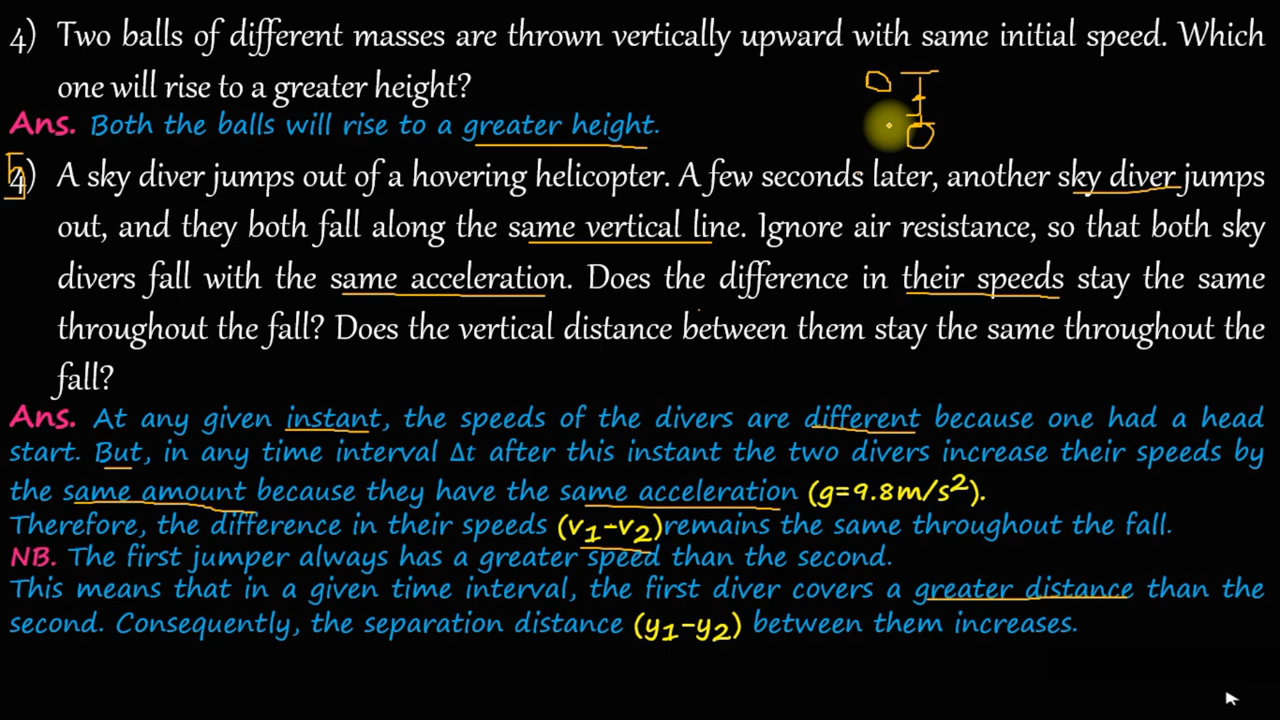 4) Two balls of different masses are thrown vertically upward with same initial speed. Which
one will rise to a greater height?
Ans. Both the balls will rise to a greater height.
4) A sky diver jumps out of a hovering helicopter. A few seconds later, another sky diver jumps
out, and they both fall along the same vertical line. Ignore air resistance, so that both sky
divers fall with the same acceleration. Does the difference in their speeds stay the same
throughout the fall? Does the vertical distance between them stay the same throughout the
fall?
Ans. At any given instant, the speeds of the divers are different because one had a head
start. But, in any time interval Δt after this instant the two divers increase their speeds by
the same amount because they have the same acceleration (g=9.8m/s²).
Therefore, the difference in their speeds (v₁-v₂)remains the same throughout the fall.
NB. The first jumper always has a greater speed than the second.
This means that in a given time interval, the first diver covers a greater distance than the
second. Consequently, the separation distance (y₁-y₂) between them increases.